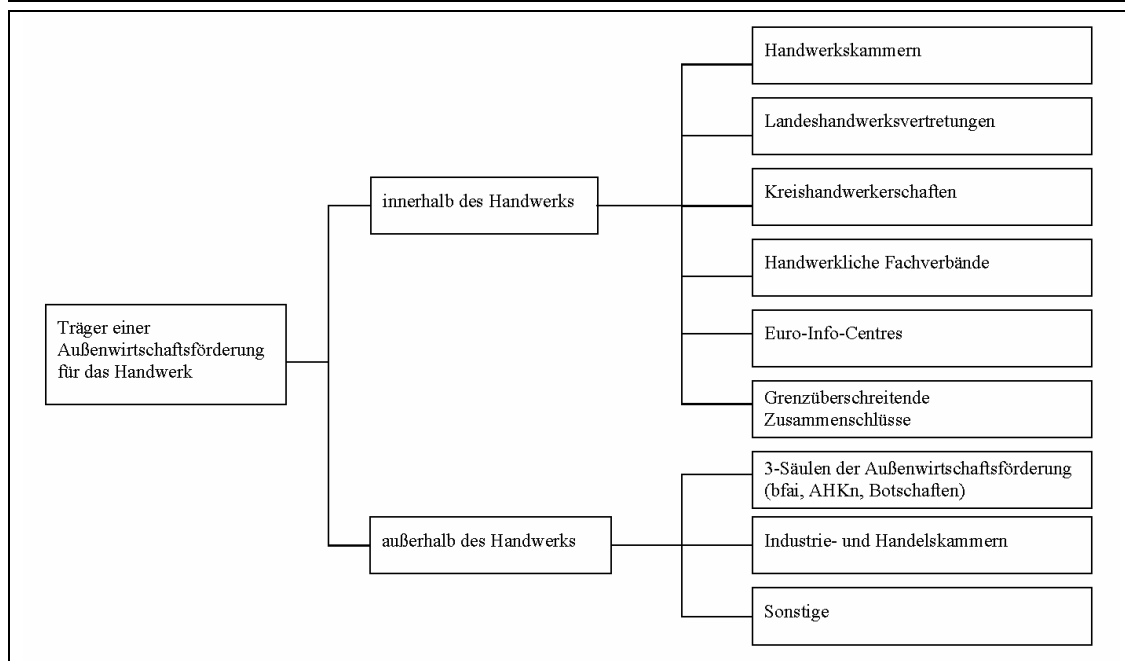 Handwerkskammern
Landeshandwerksvertretungen
innerhalb des Handwerks
Kreishandwerkerschaften
Handwerkliche Fachverbände
Träger einer
Außenwirtschaftsförderung
für das Handwerk
Euro-Info-Centres
Grenzüberschreitende
Zusammenschlüsse
3-Säulen der Außenwirtschaftsförderung
(bfai, AHKn, Botschaften)
außerhalb des Handwerks
Industrie- und Handelskammern
Sonstige